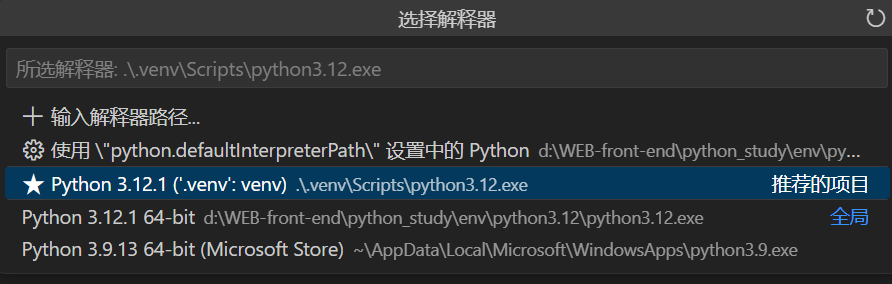 选择解释器
所选解释器: .\.venv\Scripts\python3.12.exe
输入解释器路径...
使用 \"python.defaultInterpreterPath\" 设置中的 Python d:\WEB-front-end\python_study\env\py...
Python 3.12.1 ('.venv': venv) .\.venv\Scripts\python3.12.exe 推荐的项目
Python 3.12.1 64-bit d:\WEB-front-end\python_study\env\python3.12\python3.12.exe 全局
Python 3.9.13 64-bit (Microsoft Store) ~\AppData\Local\Microsoft\WindowsApps\python3.9.exe